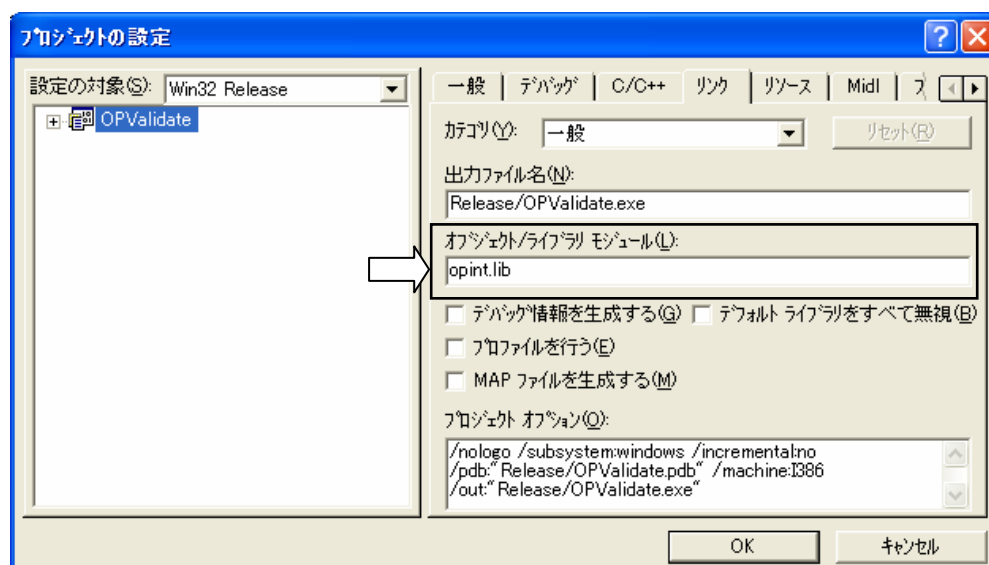 プロジェクトの設定
設定の対象(S): Win32 Release
OPValidate
一般 デバッグ C/C++ リンク リソース Midl
カテゴリ(Y): 一般 リセット(R)
出力ファイル名(N):
Release/OPValidate.exe
オブジェクト/ライブラリ モジュール(L):
opint.lib
デバッグ情報を生成する(G) デフォルト ライブラリをすべて無視(B)
プロファイルを行う(E)
MAP ファイルを生成する(M)
プロジェクト オプション(O):
/nologo /subsystem:windows /incremental:no
/pdb:"Release/OPValidate.pdb" /machine:I386
/out:"Release/OPValidate.exe"
OK キャンセル